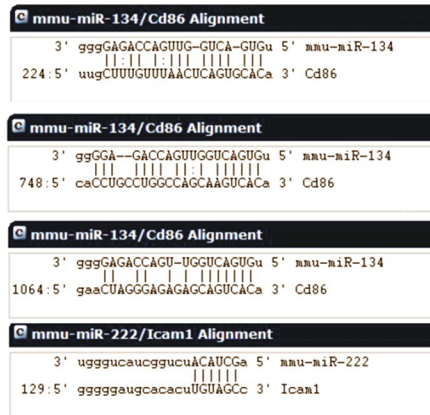 mmu-miR-134/Cd86 Alignment
3' gggGAGACCAGUUG-GUCA-GUGu 5' mmu-miR-134
||:|| |:||| |||| |||
224:5' uugCUUUGUUUAACUCAGUGCACa 3' Cd86
mmu-miR-134/Cd86 Alignment
3' ggGGA--GACCAGUUGGUCAGUGu 5' mmu-miR-134
||| |||| ||:| ||||||
748:5' caCCUGCCUGGCCAGCAAGUCACa 3' Cd86
mmu-miR-134/Cd86 Alignment
3' gggGAGACCAGU-UGGUCAGUGu 5' mmu-miR-134
|| || | | |||||||
1064:5' gaaCUAGGGAGAGAGCAGUCACa 3' Cd86
mmu-miR-222/Icam1 Alignment
3' ugggucaucggucuACAUCGa 5' mmu-miR-222
||||||
129:5' gggggaugcacacuUGUAGCc 3' Icam1